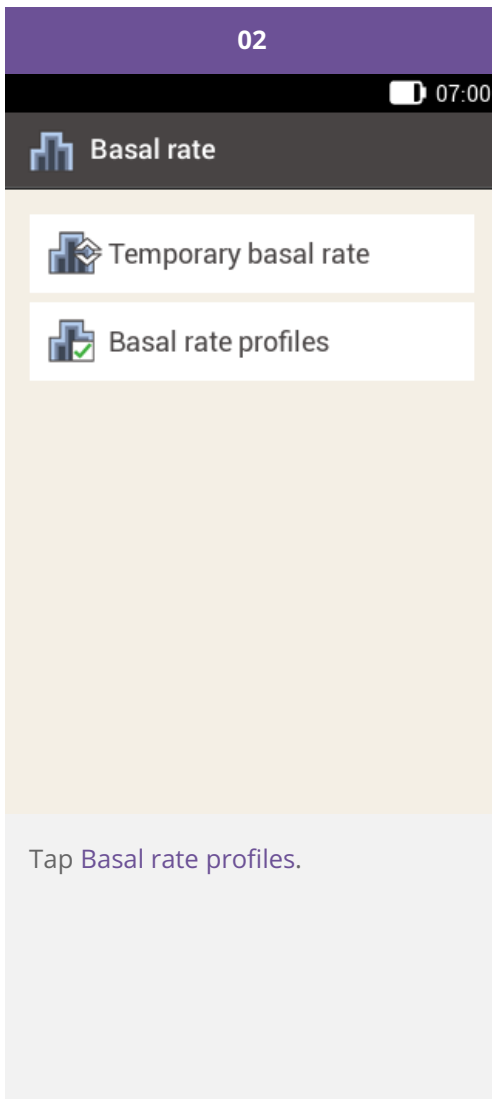 02
07:00
Basal rate
Temporary basal rate
Basal rate profiles
Tap Basal rate profiles.